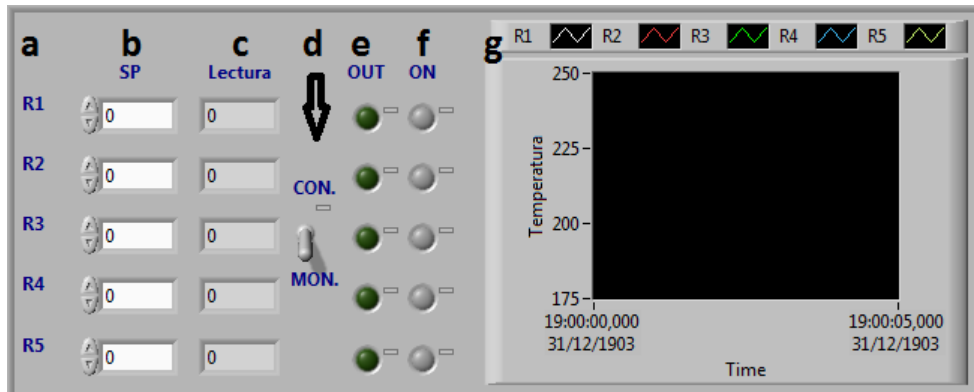 a b c d e f g
SP Lectura OUT ON
R1 0 0
R2 0 0
CON.
R3 0 0
MON.
R4 0 0
R5 0 0
R1 R2 R3 R4 R5
250
225
200
175
Temperatura
19:00:00,000 19:00:05,000
31/12/1903 31/12/1903
Time